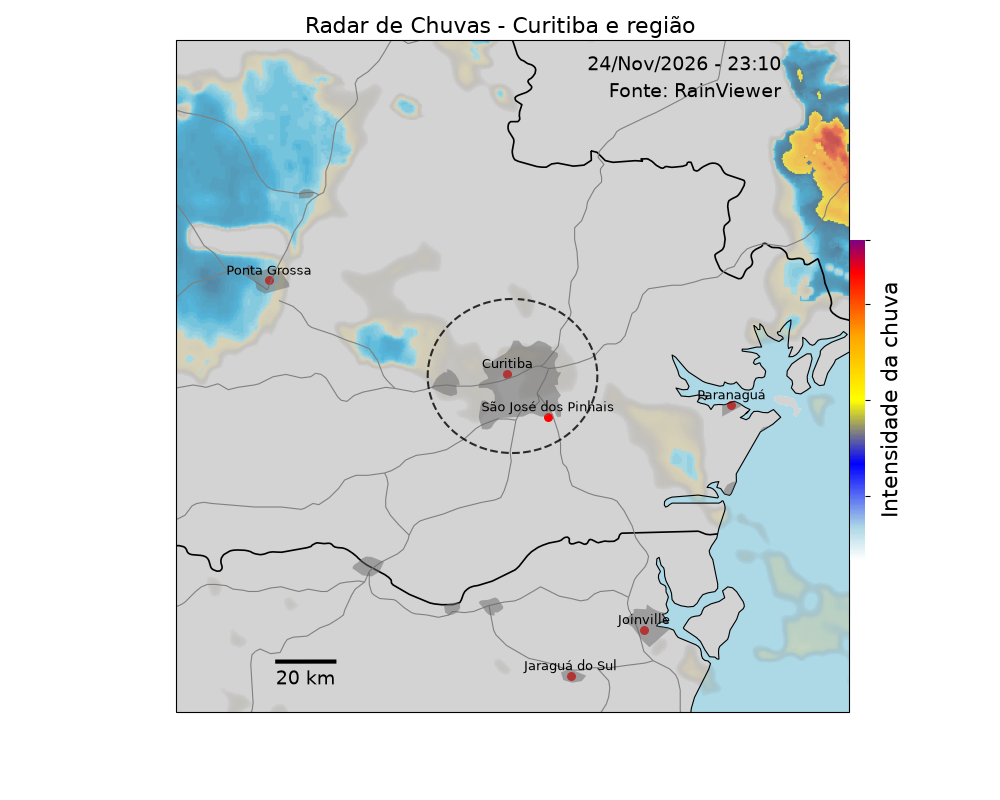 Radar de Chuvas - Curitiba e região
24/Nov/2026 - 23:10
Fonte: RainViewer
Ponta Grossa
Curitiba
Paranaguá
São José dos Pinhais
Intensidade da chuva
Joinville
Jaraguá do Sul
20 km